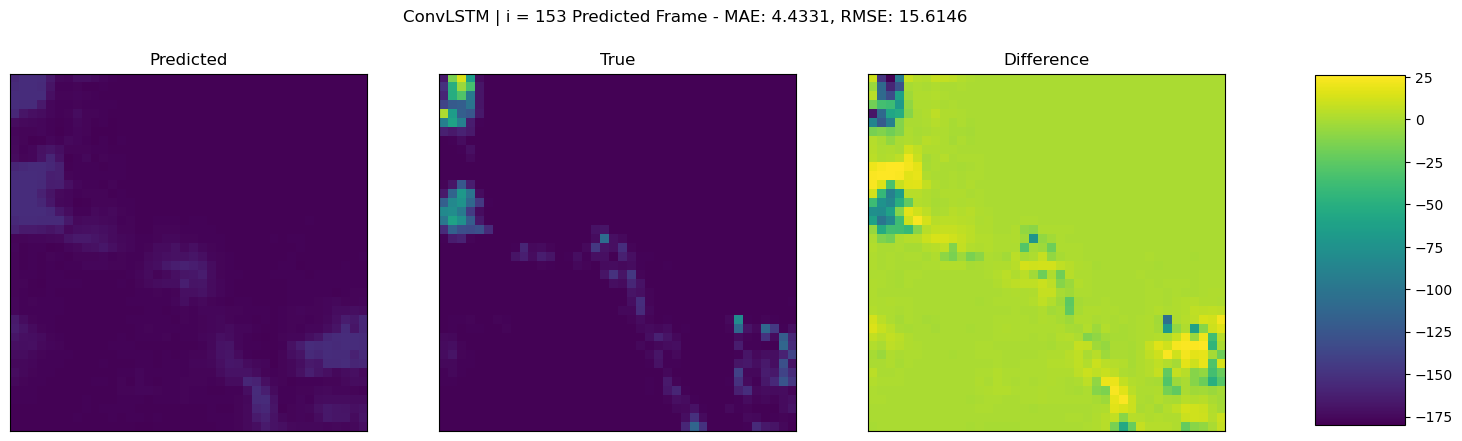 ConvLSTM | i = 153 Predicted Frame - MAE: 4.4331, RMSE: 15.6146
Predicted
True
Difference
25
0
−25
−50
−75
−100
−125
−150
−175